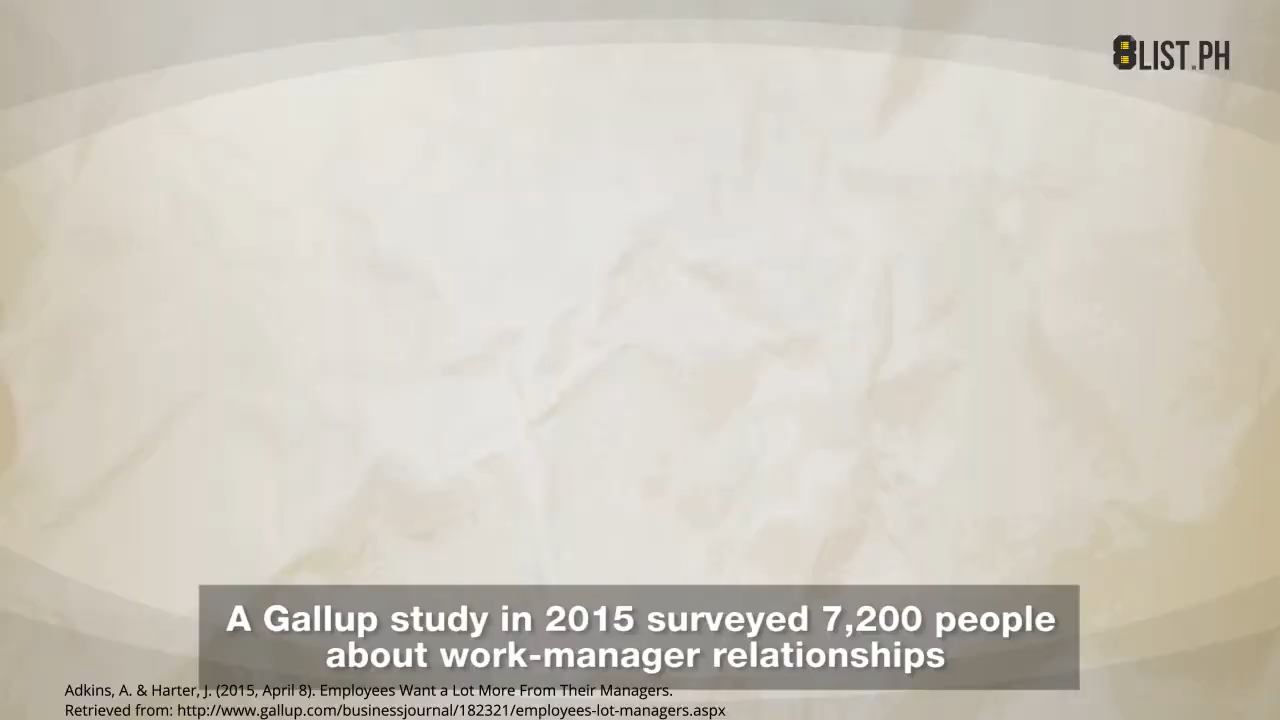 8LIST.PH
A Gallup study in 2015 surveyed 7,200 people
about work-manager relationships
Adkins, A. & Harter, J. (2015, April 8). Employees Want a Lot More From Their Managers.
Retrieved from: http://www.gallup.com/businessjournal/182321/employees-lot-managers.aspx